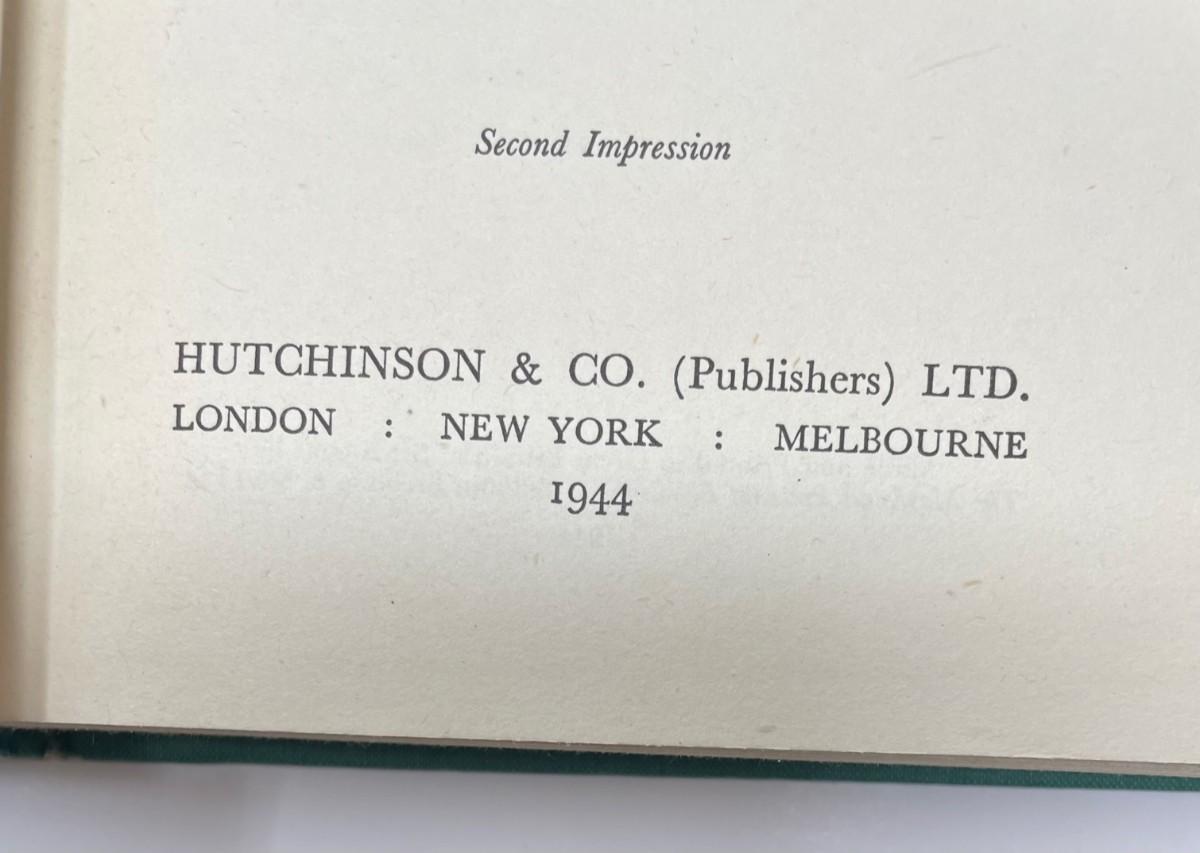 Second Impression
HUTCHINSON & CO. (Publishers) LTD.
LONDON : NEW YORK : MELBOURNE
1944